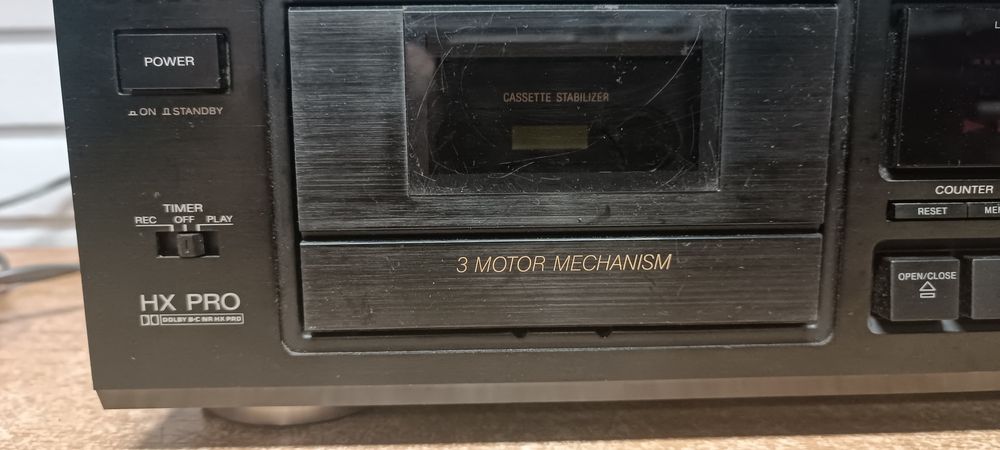 POWER
ON STANDBY
TIMER
REC OFF PLAY
HX PRO
DOLBY B-C NR HX PRO
CASSETTE STABILIZER
3 MOTOR MECHANISM
COUNTER
RESET
OPEN/CLOSE